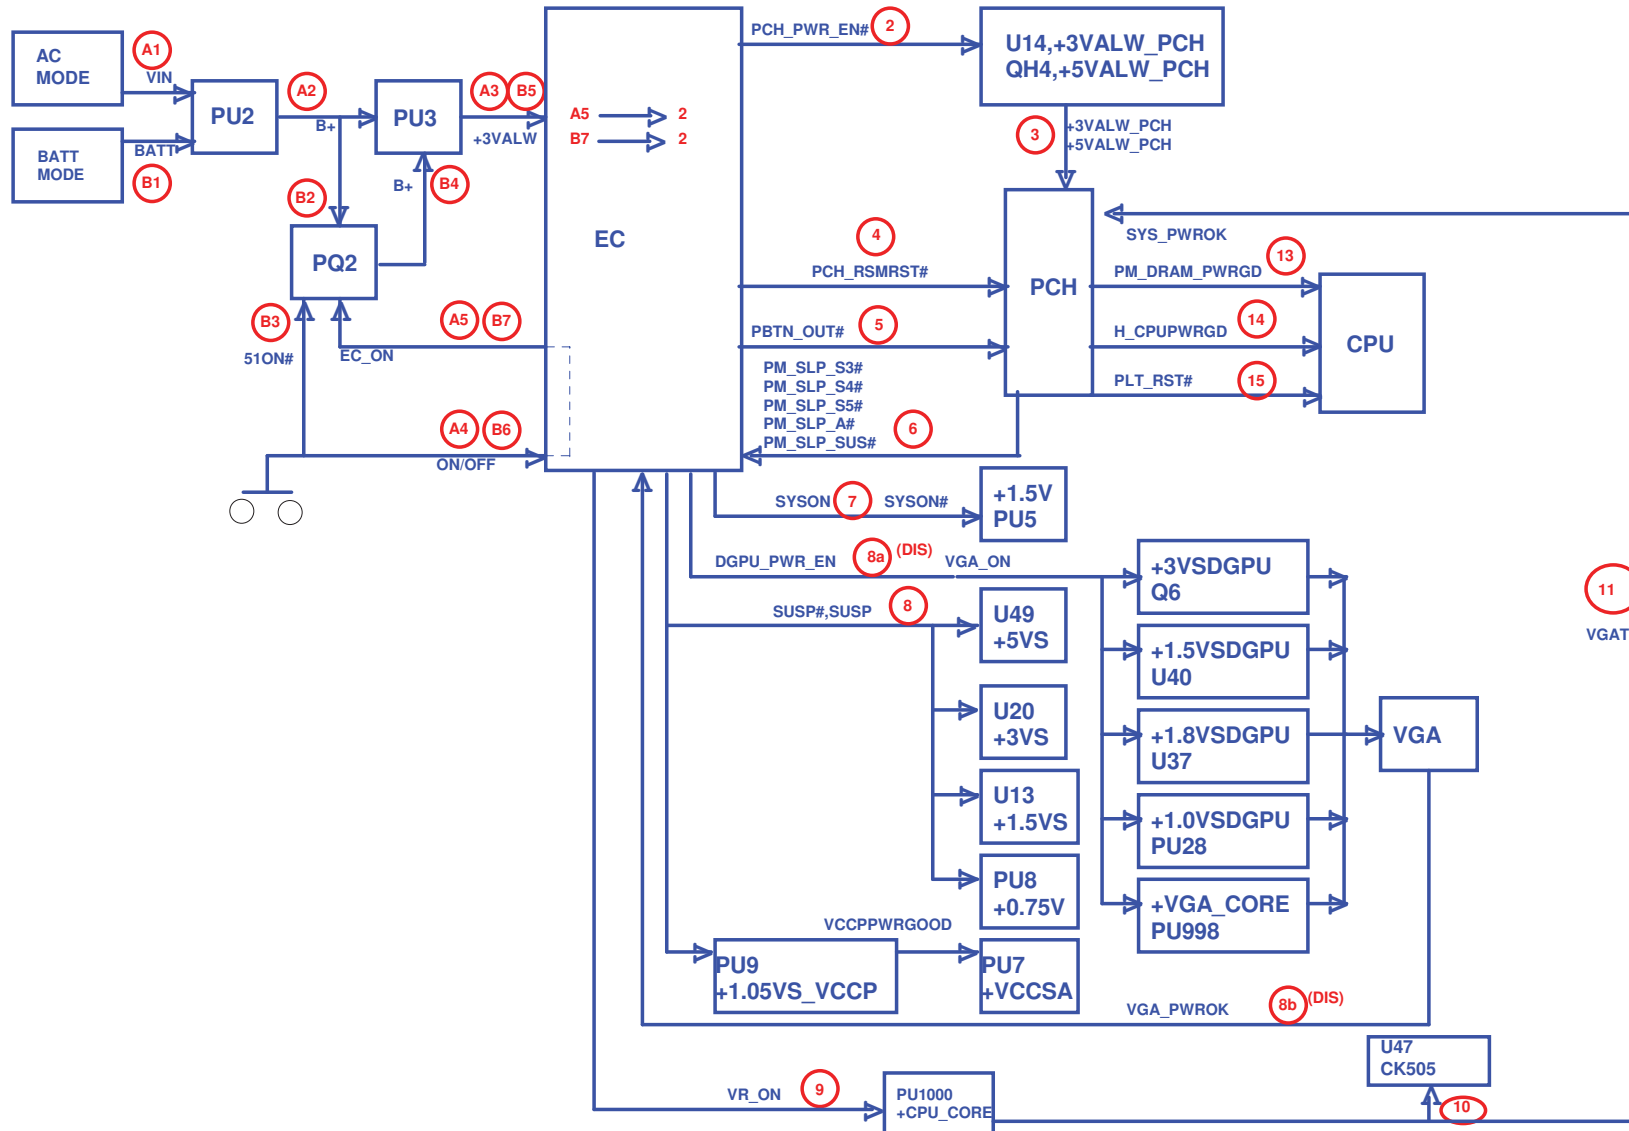 AC
MODE
A1
VIN
BATT
MODE
BATT
B1
PU2
A2
B+
PU3
A3
B5
+3VALW
B2
B+
B4
PQ2
B3
51ON#
A5
B7
EC_ON
A4
B6
ON/OFF
A5
2
B7
2
EC
PCH_PWR_EN#
2
U14,+3VALW_PCH
QH4,+5VALW_PCH
3
+3VALW_PCH
+5VALW_PCH
4
PCH_RSMRST#
PBTN_OUT#
5
PM_SLP_S3#
PM_SLP_S4#
PM_SLP_S5#
PM_SLP_A#
PM_SLP_SUS#
6
PCH
SYS_PWROK
PM_DRAM_PWRGD
13
H_CPUPWRGD
14
PLT_RST#
15
CPU
SYSON
7
SYSON#
+1.5V
PU5
DGPU_PWR_EN
8a
(DIS)
VGA_ON
SUSP#,SUSP
8
U49
+5VS
U20
+3VS
U13
+1.5VS
PU8
+0.75V
VCCPPWRGOOD
PU9
+1.05VS_VCCP
PU7
+VCCSA
+3VSDGPU
Q6
+1.5VSDGPU
U40
+1.8VSDGPU
U37
+1.0VSDGPU
PU28
+VGA_CORE
PU998
VGA
11
VGAT
VGA_PWROK
8b
(DIS)
U47
CK505
10
VR_ON
9
PU1000
+CPU_CORE